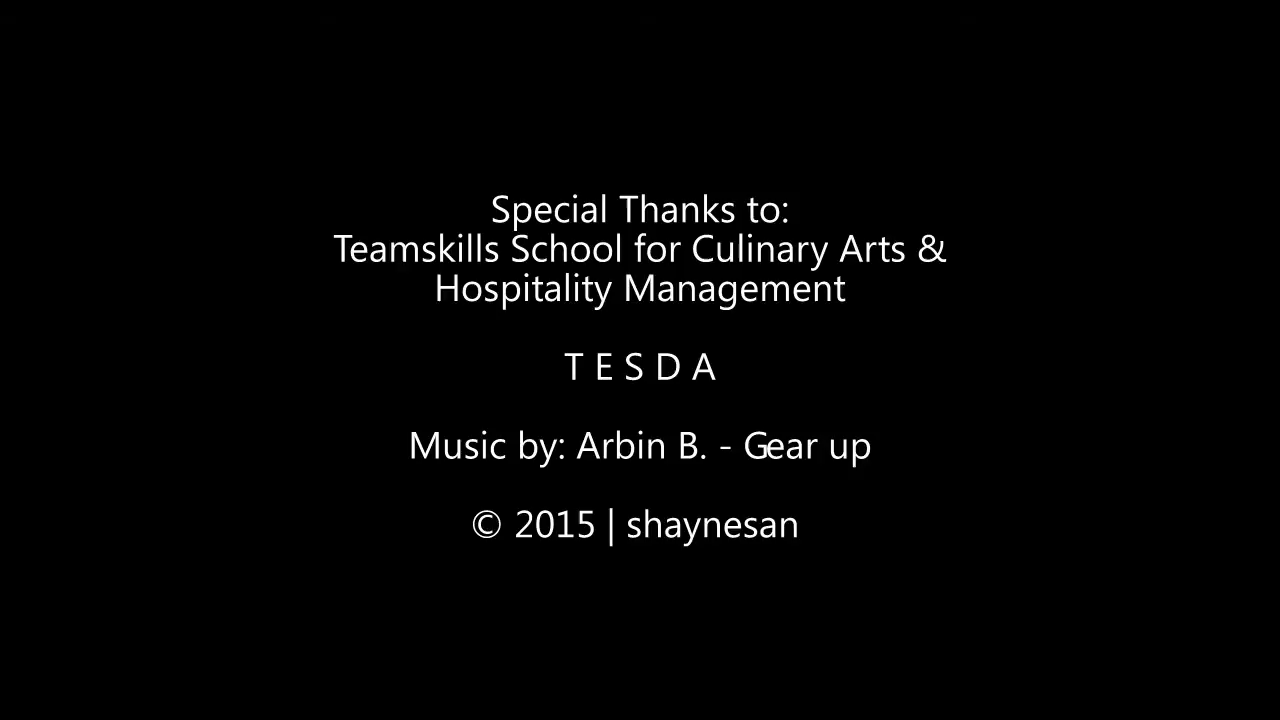 Special Thanks to:
Teamskills School for Culinary Arts &
Hospitality Management
T E S D A
Music by: Arbin B. - Gear up
© 2015 | shaynesan